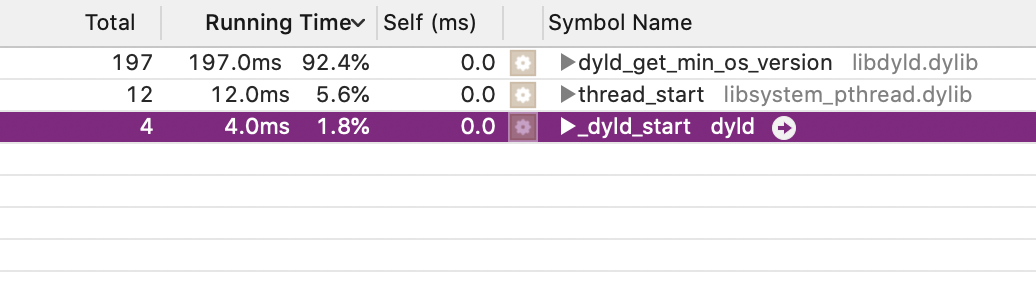 Total Running Time Self (ms) Symbol Name
197 197.0ms 92.4% 0.0 dyld_get_min_os_version libdyld.dylib
12 12.0ms 5.6% 0.0 thread_start libsystem_pthread.dylib
4 4.0ms 1.8% 0.0 _dyld_start dyld